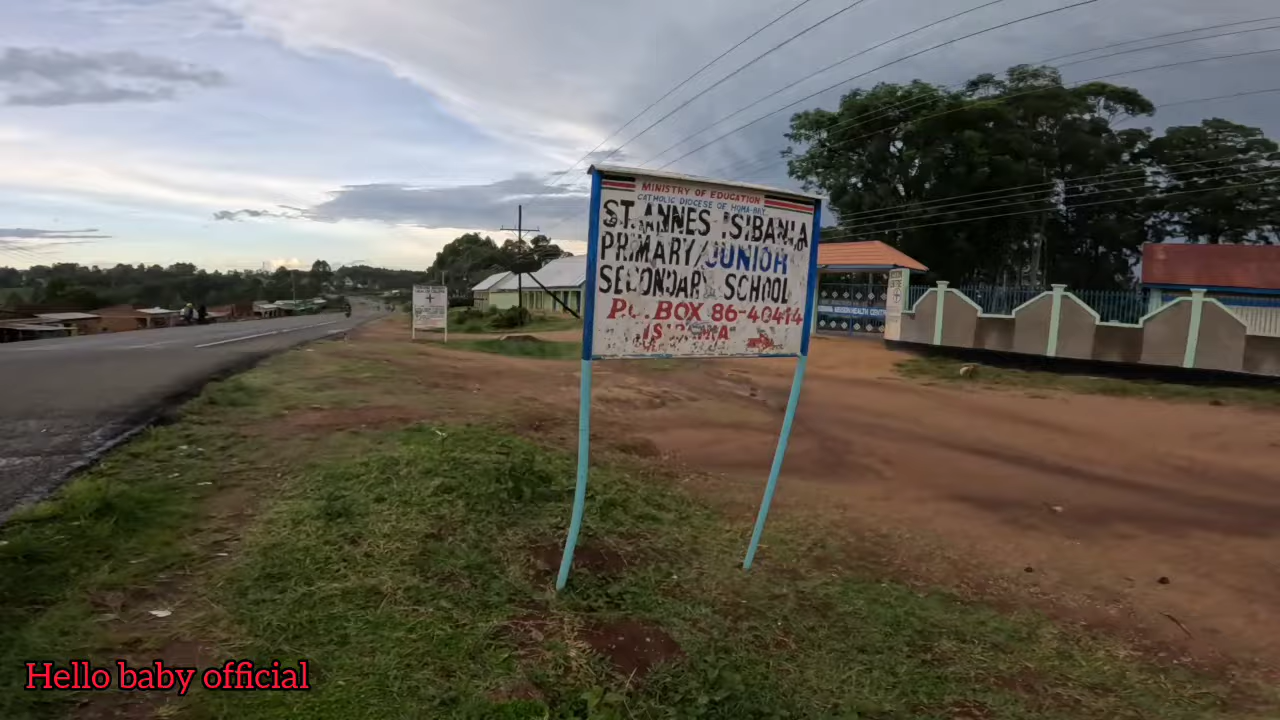 MINISTRY OF EDUCATION
CATHOLIC DIOCESE OF HOMA-BAY
ST. ANNES ISIBANIA
PRIMARY/JUNIOR
SECONDARY SCHOOL
P.O. BOX 86-40414
ISIBANIA
Hello baby official